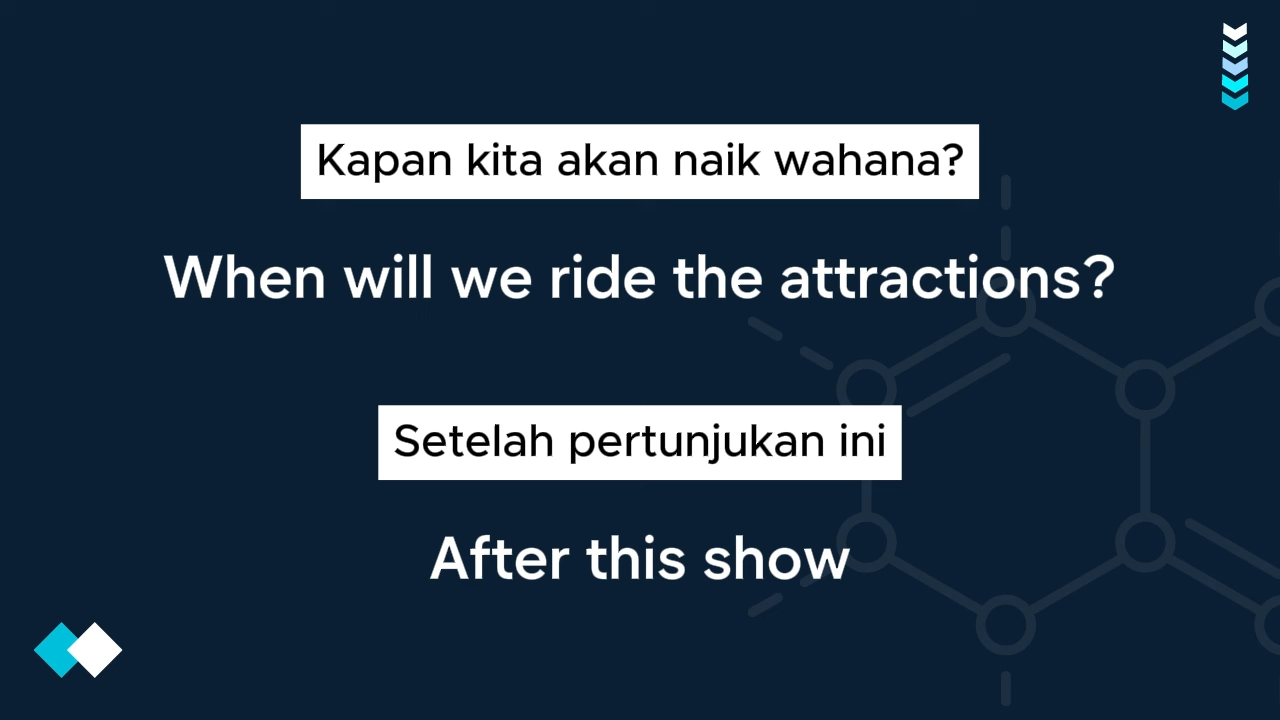 Kapan kita akan naik wahana?
When will we ride the attractions?
Setelah pertunjukan ini
After this show